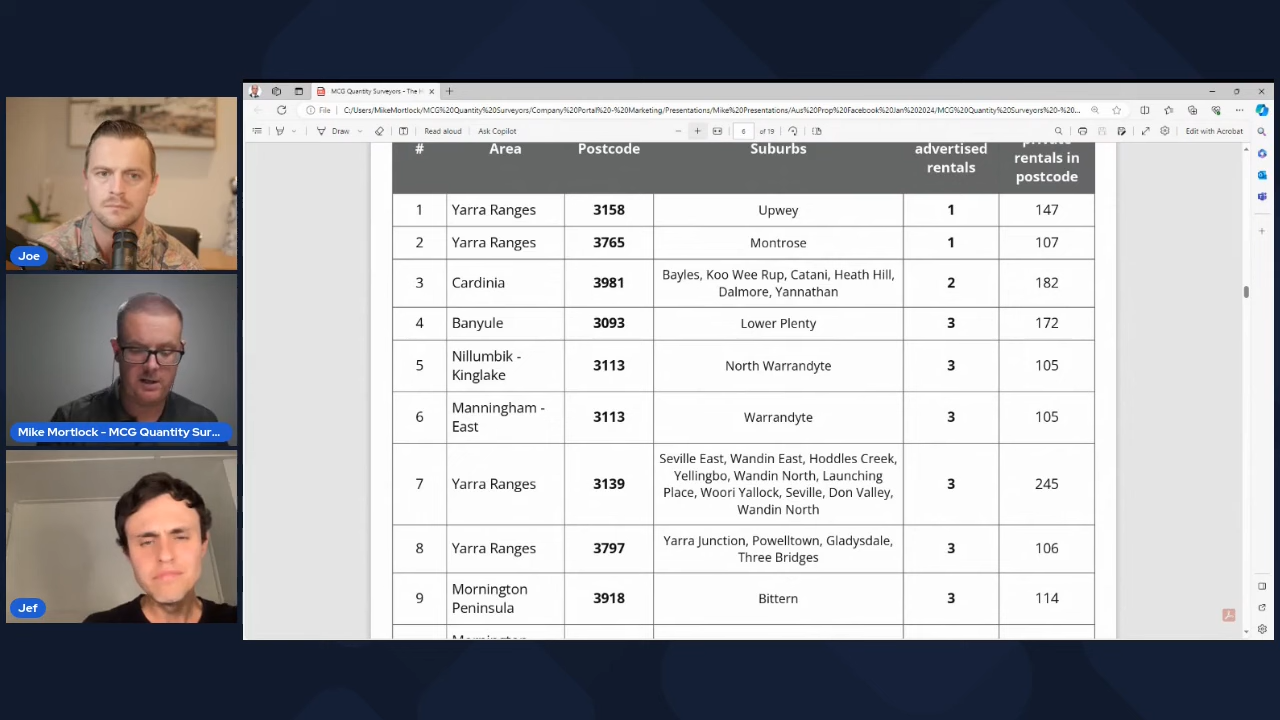 MCG Quantity Surveyors - The M
File
C:/Users/MikeMortlock/MCG%20Quantity%20Surveyors/Company%20Portal%20-%20Marketing/Presentations/Mike%20Presentations/Aus%20Prop%20Facebook%20Jan%202024/MCG%20Quantity%20Surveyors%20-%20...
Draw
Read aloud
Ask Copilot
6 of 19
Edit with Acrobat
# Area Postcode Suburbs advertised rentals private rentals in postcode
1 Yarra Ranges 3158 Upwey 1 147
2 Yarra Ranges 3765 Montrose 1 107
3 Cardinia 3981 Bayles, Koo Wee Rup, Catani, Heath Hill, Dalmore, Yannathan 2 182
4 Banyule 3093 Lower Plenty 3 172
5 Nillumbik - Kinglake 3113 North Warrandyte 3 105
6 Manningham - East 3113 Warrandyte 3 105
7 Yarra Ranges 3139 Seville East, Wandin East, Hoddles Creek, Yellingbo, Wandin North, Launching Place, Woori Yallock, Seville, Don Valley, Wandin North 3 245
8 Yarra Ranges 3797 Yarra Junction, Powelltown, Gladysdale, Three Bridges 3 106
9 Mornington Peninsula 3918 Bittern 3 114
Mornington
Joe
Mike Mortlock - MCG Quantity Sur...
Jef